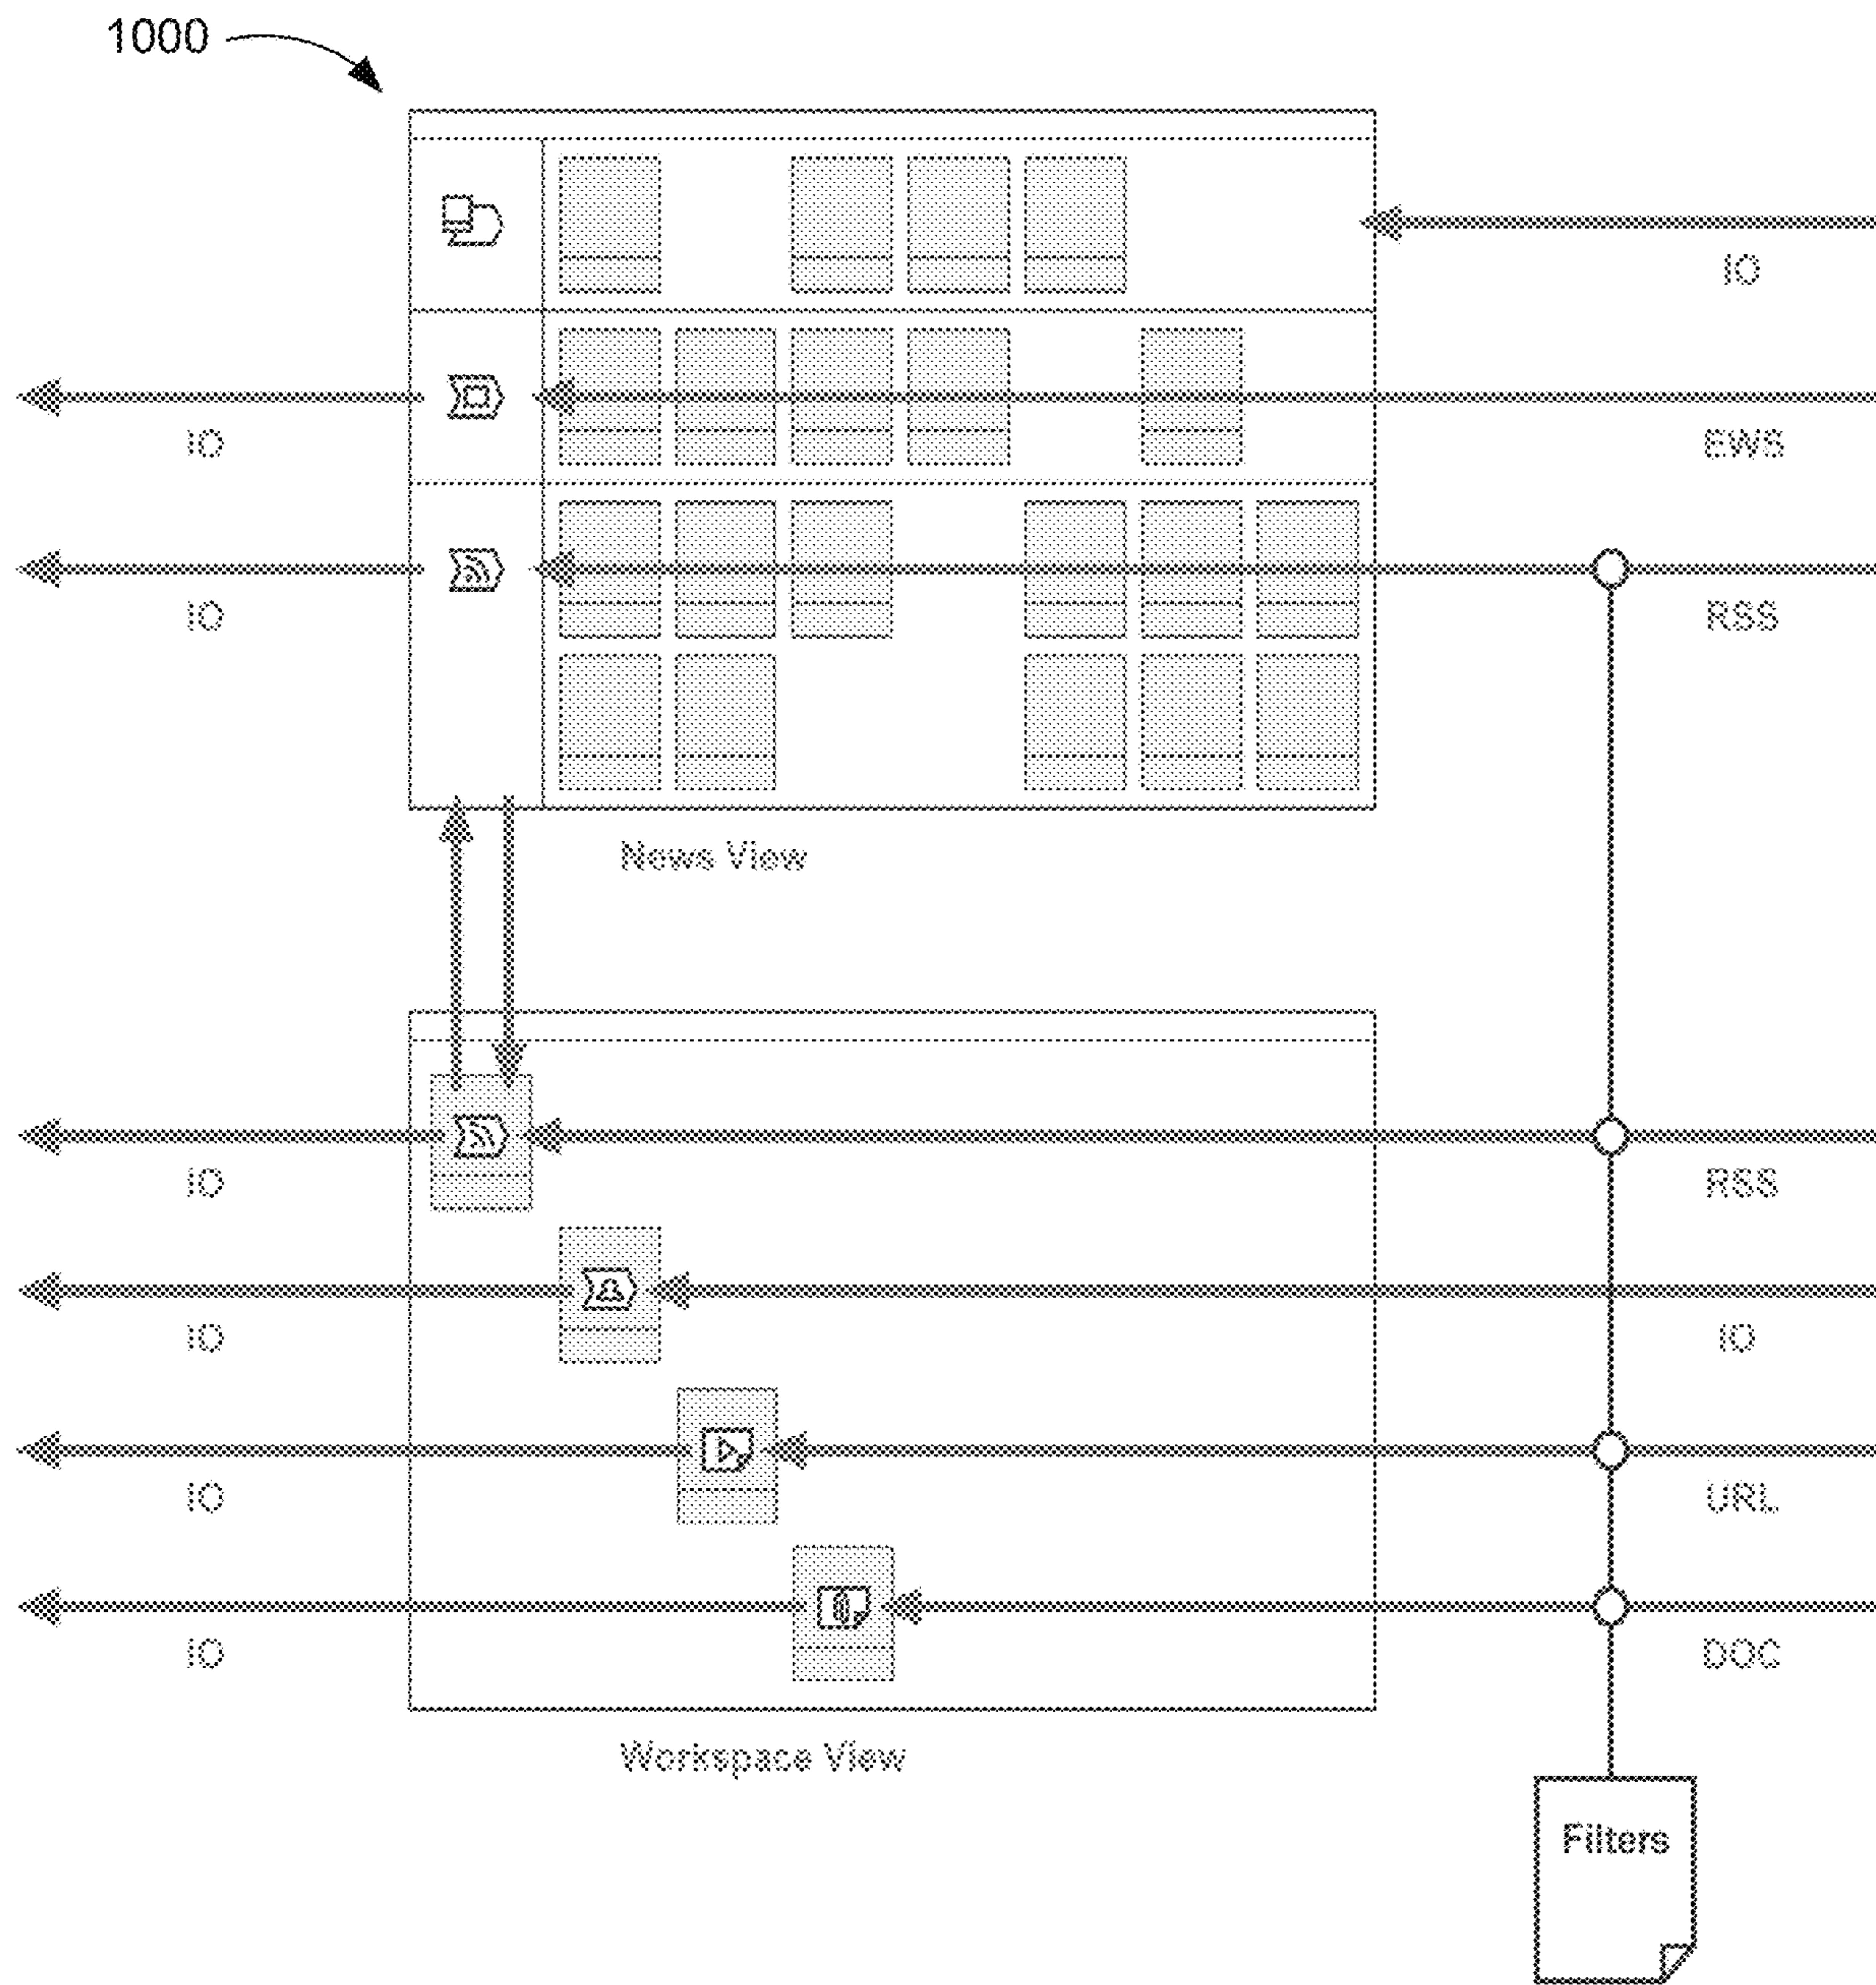 1000
IO
IO
EWS
IO
RSS
News View
IO
RSS
IO
IO
IO
URL
IO
DOC
Workspace View
Filters